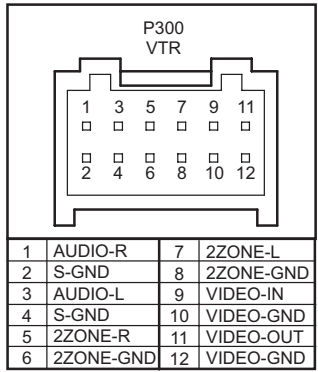 P300
VTR
1 3 5 7 9 11
2 4 6 8 10 12
1 AUDIO-R 7 2ZONE-L
2 S-GND 8 2ZONE-GND
3 AUDIO-L 9 VIDEO-IN
4 S-GND 10 VIDEO-GND
5 2ZONE-R 11 VIDEO-OUT
6 2ZONE-GND 12 VIDEO-GND